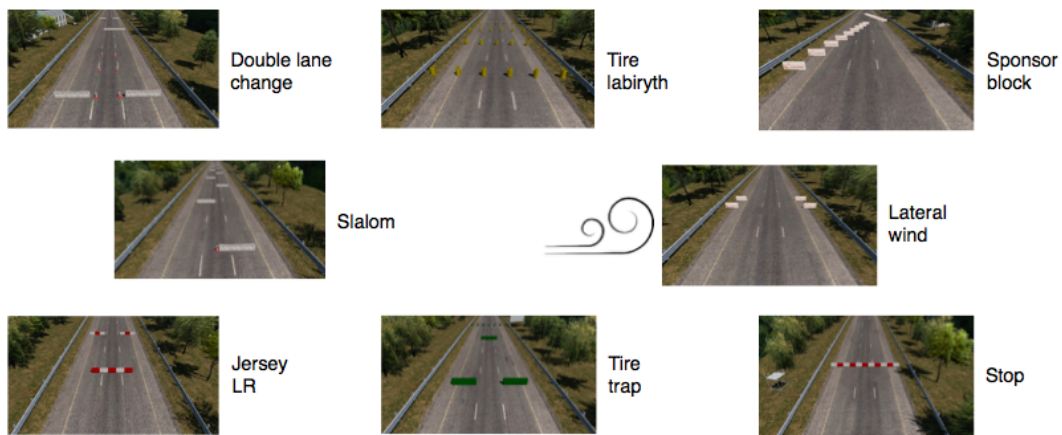 Double lane
change
Tire
labiryth
Sponsor
block
Slalom
Lateral
wind
Jersey
LR
Tire
trap
Stop